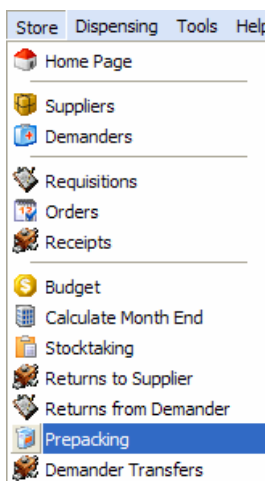 Store Dispensing Tools Help
Home Page
Suppliers
Demanders
Requisitions
Orders
Receipts
Budget
Calculate Month End
Stocktaking
Returns to Supplier
Returns from Demander
Prepacking
Demander Transfers